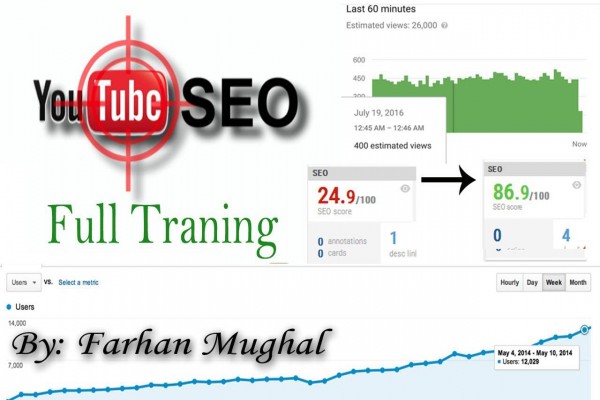 YouTube SEO
Full Traning
Last 60 minutes
Estimated views: 26,000
600
450
July 19, 2016
12:45 AM – 12:46 AM
400 estimated views
Now
SEO
24.9/100
SEO score
0 annotations
0 cards
1
desc link
SEO
86.9/100
SEO score
0
4
Users VS. Select a metric
Hourly Day Week Month
Users
14,000
7,000
By: Farhan Mughal
May 4, 2014 - May 10, 2014
Users: 12,029